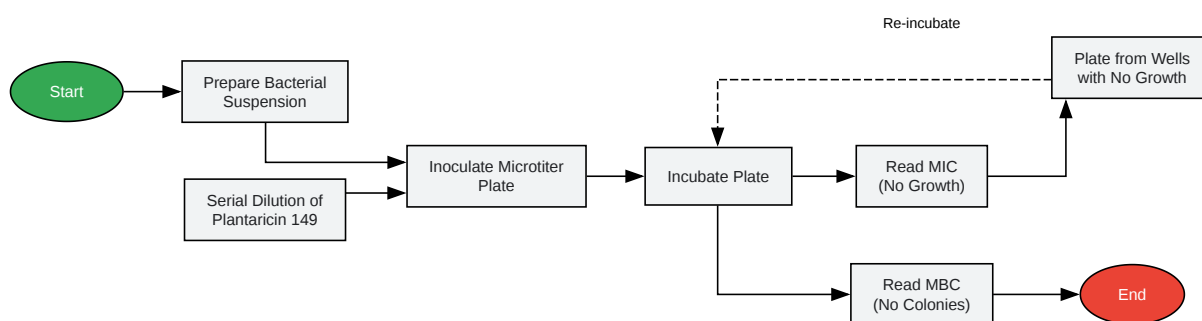 Re-incubate
Plate from Wells
with No Growth
Start
Prepare Bacterial
Suspension
Inoculate Microtiter
Plate
Incubate Plate
Read MIC
(No Growth)
Serial Dilution of
Plantaricin 149
Read MBC
(No Colonies)
End